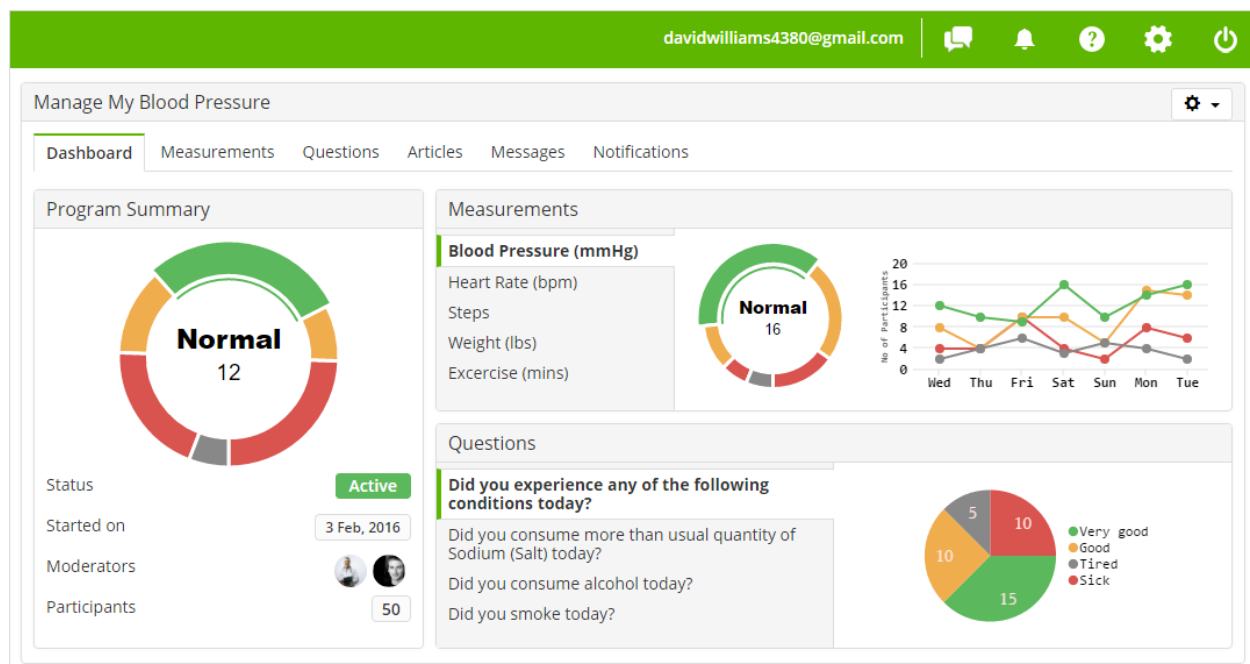 davidwilliams4380@gmail.com
Manage My Blood Pressure
Dashboard Measurements Questions Articles Messages Notifications
Program Summary
Normal
12
Status Active
Started on 3 Feb, 2016
Moderators
Participants 50
Measurements
Blood Pressure (mmHg)
Heart Rate (bpm)
Steps
Weight (lbs)
Excercise (mins)
Normal
16
No of Participants
20
16
12
8
4
0
Wed Thu Fri Sat Sun Mon Tue
Questions
Did you experience any of the following
conditions today?
Did you consume more than usual quantity of
Sodium (Salt) today?
Did you consume alcohol today?
Did you smoke today?
5
10
10
15
Very good
Good
Tired
Sick